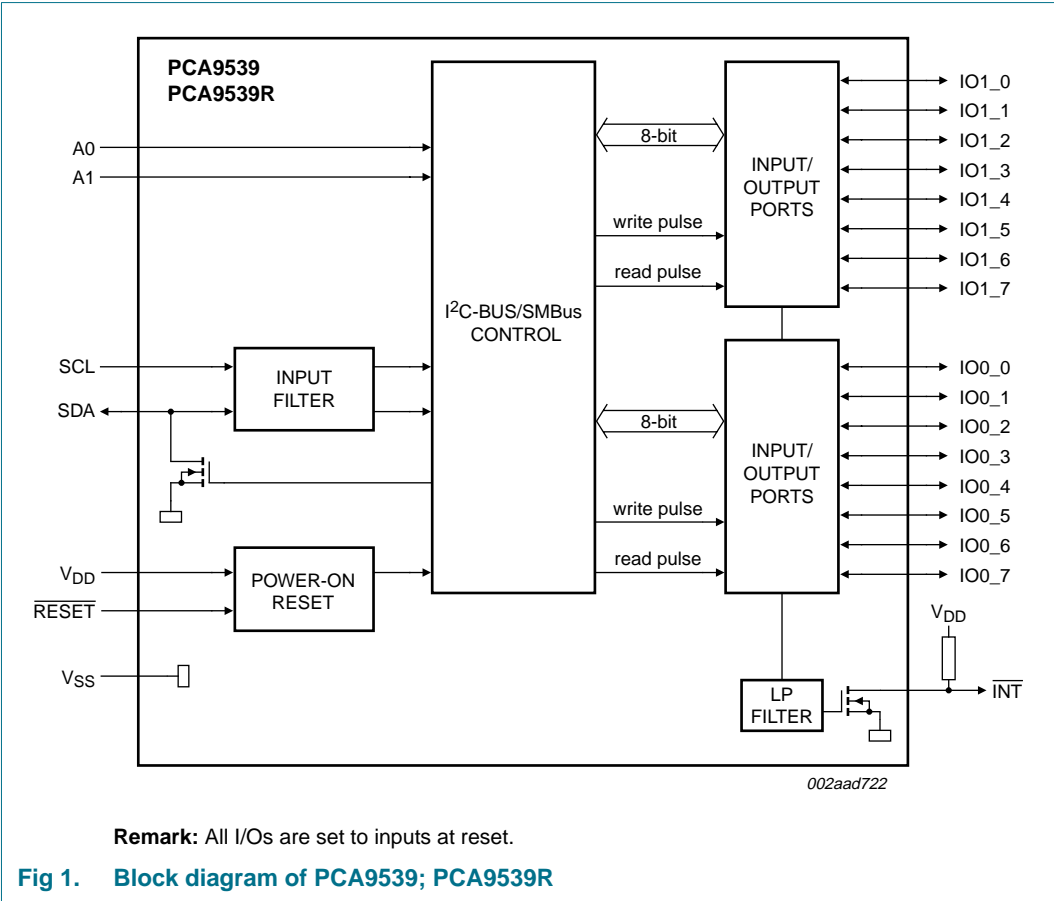 PCA9539
PCA9539R
A0
A1
SCL
SDA
VDD
RESET
VSS
INPUT
FILTER
POWER-ON
RESET
I2C-BUS/SMBus
CONTROL
8-bit
write pulse
read pulse
8-bit
write pulse
read pulse
INPUT/
OUTPUT
PORTS
INPUT/
OUTPUT
PORTS
LP
FILTER
IO1_0
IO1_1
IO1_2
IO1_3
IO1_4
IO1_5
IO1_6
IO1_7
IO0_0
IO0_1
IO0_2
IO0_3
IO0_4
IO0_5
IO0_6
IO0_7
VDD
INT
002aad722
Remark: All I/Os are set to inputs at reset.
Fig 1. Block diagram of PCA9539; PCA9539R